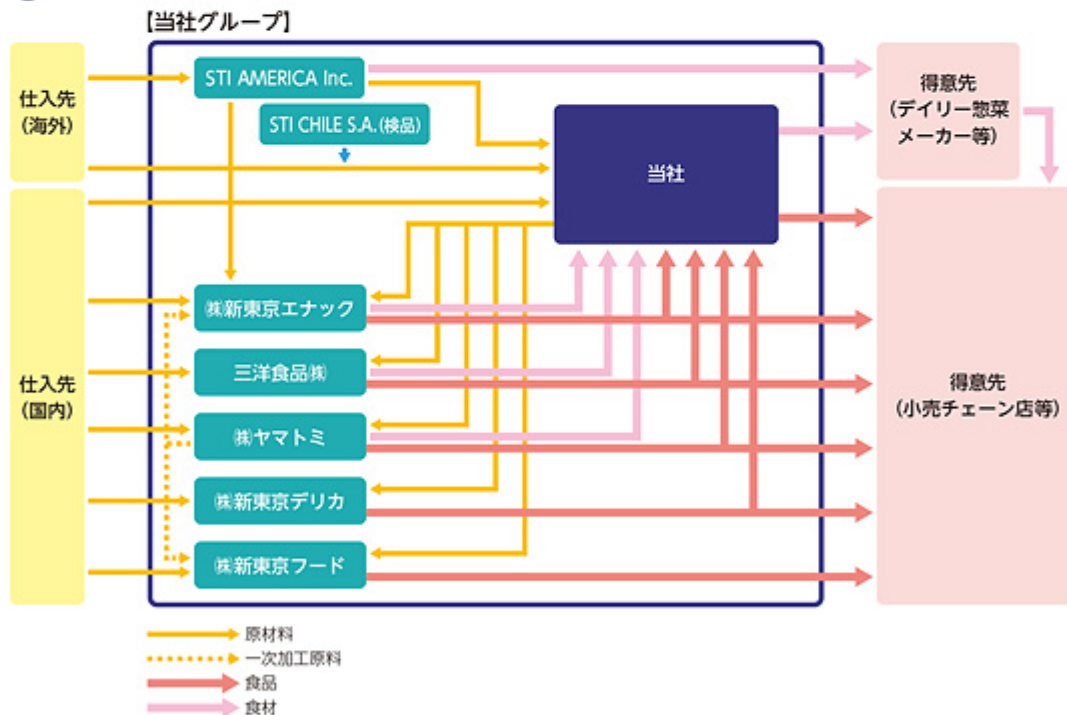 【当社グループ】
仕入先
(海外)
STI AMERICA Inc.
STI CHILE S.A.(検品)
当社
得意先
(デイリー惣菜
メーカー等)
仕入先
(国内)
㈱新東京エナック
三洋食品㈱
㈱ヤマトミ
㈱新東京デリカ
㈱新東京フード
得意先
(小売チェーン店等)
原材料
一次加工原料
食品
食材